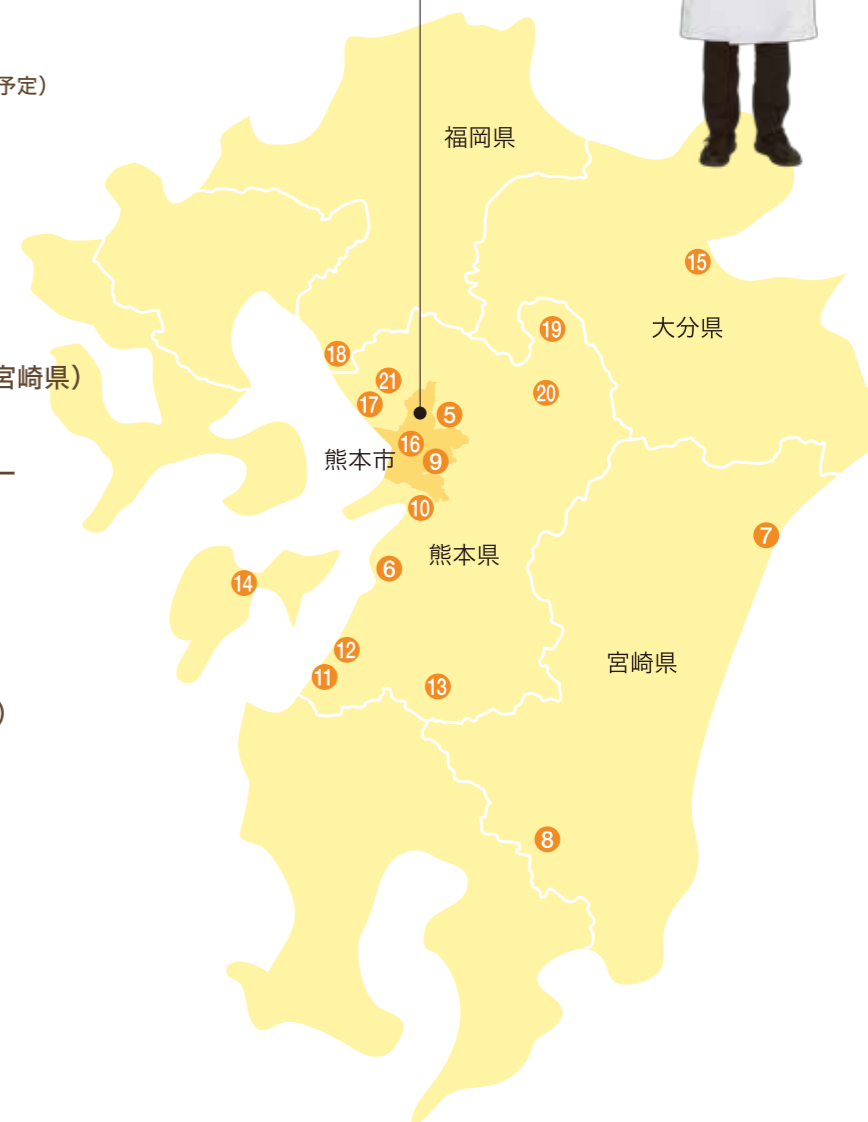 予定）
宮崎県）
ー
）
福岡県
⑮
大分県
⑲
⑱
㉑
⑳
⑰
⑤
⑯
熊本市
⑨
⑩
⑦
熊本県
⑥
⑭
⑫
宮崎県
⑪
⑬
⑧